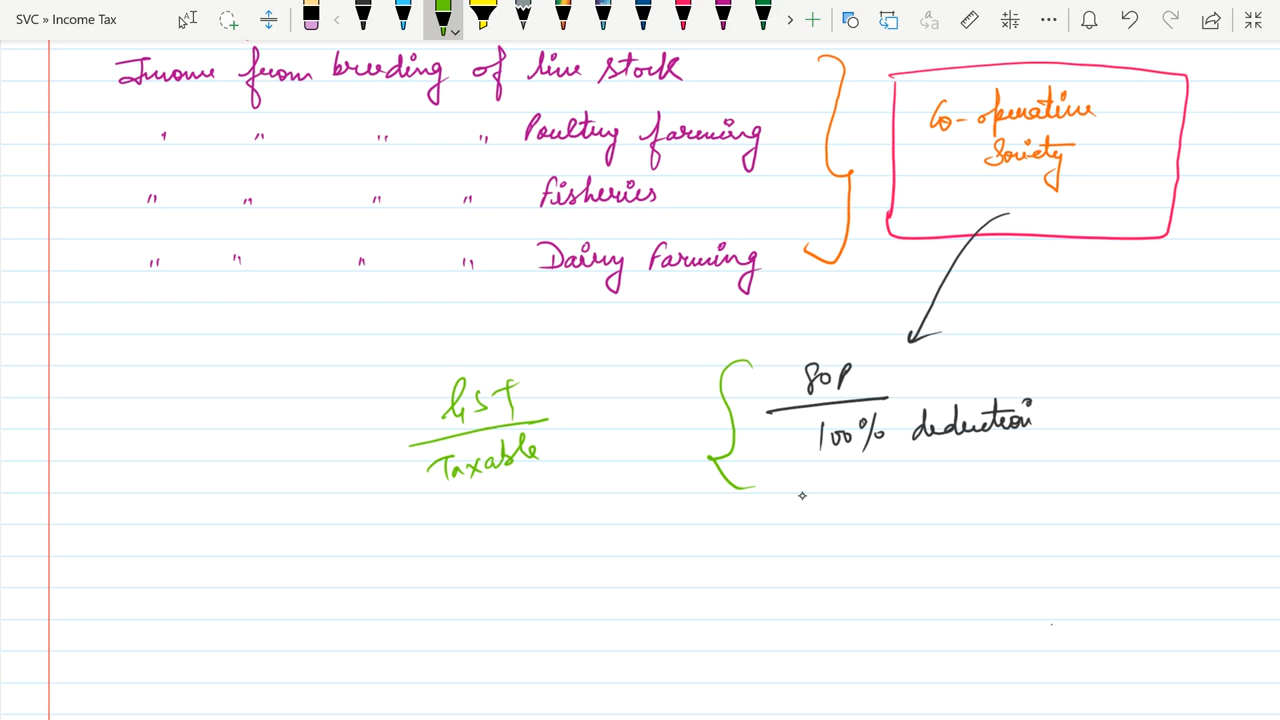 SVC » Income Tax
Income from breeding of live stock
" " " " Poultry farming
" " " " fisheries
" " " " Dairy Farming
Co-operative
Society
80P
100% deduction
GST
Taxable